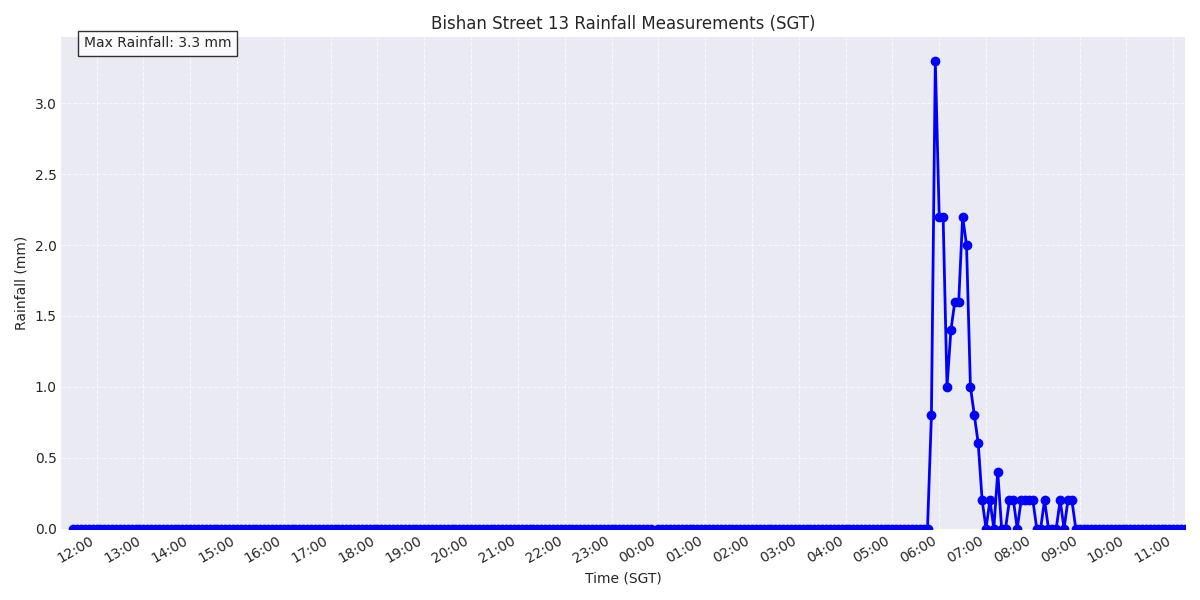 Bishan Street 13 Rainfall Measurements (SGT)
Max Rainfall: 3.3 mm
3.0
2.5
2.0
1.5
1.0
0.5
0.0
Rainfall (mm)
12:00 13:00 14:00 15:00 16:00 17:00 18:00 19:00 20:00 21:00 22:00 23:00 00:00 01:00 02:00 03:00 04:00 05:00 06:00 07:00 08:00 09:00 10:00 11:00
Time (SGT)